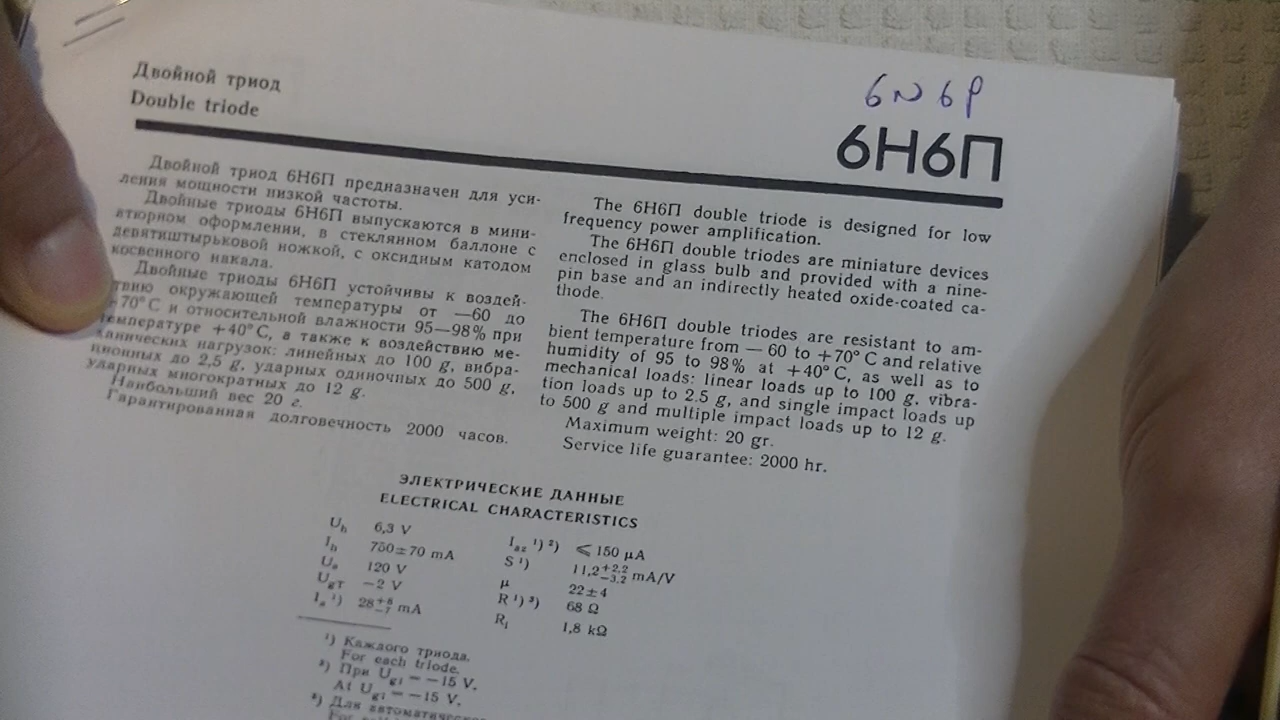 Двойной триод
Double triode
6N6P
6Н6П
Двойной триод 6Н6П предназначен для уси-
ления мощности низкой частоты.
Двойные триоды 6Н6П выпускаются в мини-
атюрном оформлении, в стеклянном баллоне с
девятиштырьковой ножкой, с оксидным катодом
косвенного накала.
Двойные триоды 6Н6П устойчивы к воздей-
твию окружающей температуры от —60 до
+70° С и относительной влажности 95—98% при
емпературе +40° С, а также к воздействию ме-
ханических нагрузок: линейных до 100 g, вибра-
ционных до 2,5 g, ударных одиночных до 500 g,
ударных многократных до 12 g.
Наибольший вес 20 г.
Гарантированная долговечность 2000 часов.
The 6Н6П double triode is designed for low
frequency power amplification.
The 6Н6П double triodes are miniature devices
enclosed in glass bulb and provided with a nine-
pin base and an indirectly heated oxide-coated ca-
thode.
The 6Н6П double triodes are resistant to am-
bient temperature from — 60 to +70° C and relative
humidity of 95 to 98% at +40° C, as well as to
mechanical loads: linear loads up to 100 g, vibra-
tion loads up to 2.5 g, and single impact loads up
to 500 g and multiple impact loads up to 12 g.
Maximum weight: 20 gr.
Service life guarantee: 2000 hr.
ЭЛЕКТРИЧЕСКИЕ ДАННЫЕ
ELECTRICAL CHARACTERISTICS
Uh 6,3 V
Ih 750±70 mA
Ua 120 V
UgT −2 V
Ia ¹) 28+8−7 mA
Iaz ¹) ²) ⩽ 150 μA
S ¹) 11,2+2,2−3,2 mA/V
μ 22±4
R ¹) ³) 68 Ω
Ri 1,8 kΩ
¹) Каждого триода.
For each triode.
²) При Ug1 = −15 V.
At Ug1 = −15 V.
³) Для автоматическо
For